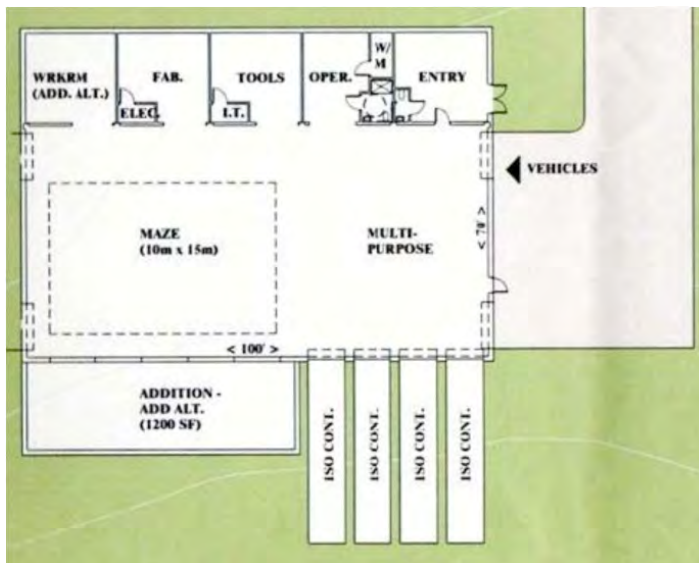 WRKRM
(ADD. ALT.)
FAB.
TOOLS
OPER.
W/
M
ENTRY
ELEC.
I.T.
VEHICLES
MAZE
(10m x 15m)
MULTI-
PURPOSE
< 70' >
< 100' >
ADDITION -
ADD ALT.
(1200 SF)
ISO CONT.
ISO CONT.
ISO CONT.
ISO CONT.